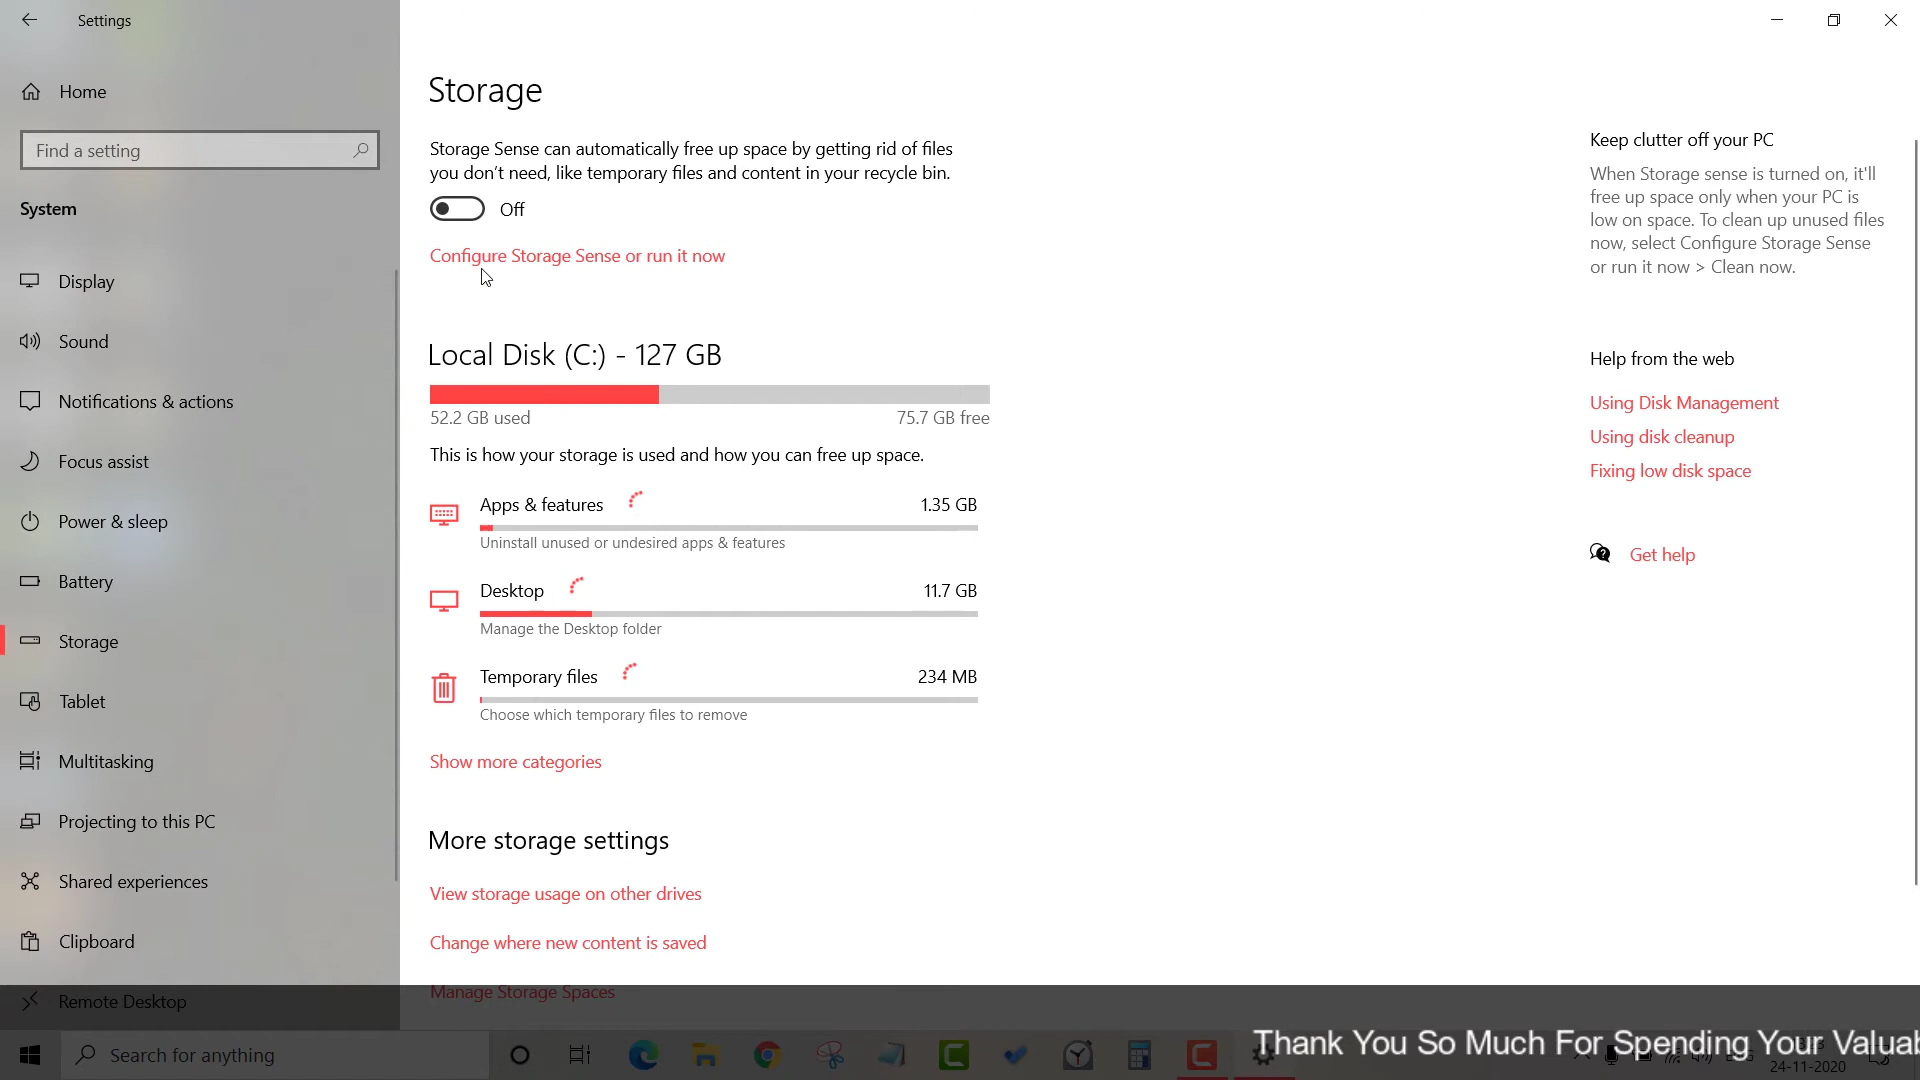 Settings
Home
Find a setting
System
Display
Sound
Notifications & actions
Focus assist
Power & sleep
Battery
Storage
Tablet
Multitasking
Projecting to this PC
Shared experiences
Clipboard
Remote Desktop
Storage
Storage Sense can automatically free up space by getting rid of files
you don't need, like temporary files and content in your recycle bin.
Off
Configure Storage Sense or run it now
Local Disk (C:) - 127 GB
52.2 GB used
75.7 GB free
This is how your storage is used and how you can free up space.
Apps & features
1.35 GB
Uninstall unused or undesired apps & features
Desktop
11.7 GB
Manage the Desktop folder
Temporary files
234 MB
Choose which temporary files to remove
Show more categories
More storage settings
View storage usage on other drives
Change where new content is saved
Manage Storage Spaces
Keep clutter off your PC
When Storage sense is turned on, it'll
free up space only when your PC is
low on space. To clean up unused files
now, select Configure Storage Sense
or run it now > Clean now.
Help from the web
Using Disk Management
Using disk cleanup
Fixing low disk space
Get help
Search for anything
Thank You So Much For Spending Your Valuab
24-11-2020